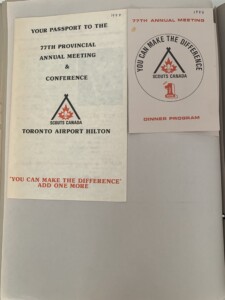 YOUR PASSPORT TO THE
77TH PROVINCIAL
ANNUAL MEETING
&
CONFERENCE
SCOUTS CANADA
TORONTO AIRPORT HILTON
"YOU CAN MAKE THE DIFFERENCE"
ADD ONE MORE
77TH ANNUAL MEETING
YOU CAN MAKE THE DIFFERENCE
SCOUTS CANADA
1
DINNER PROGRAM